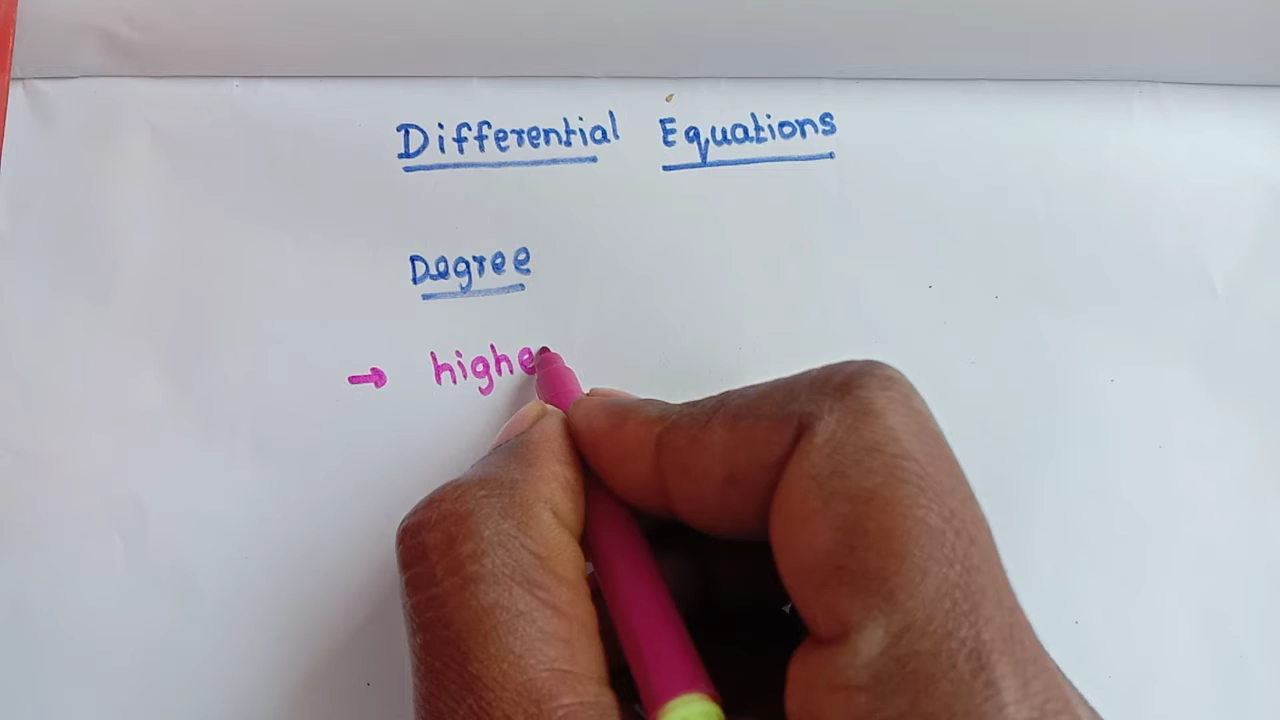 Differential Equations
Degree
→ highe